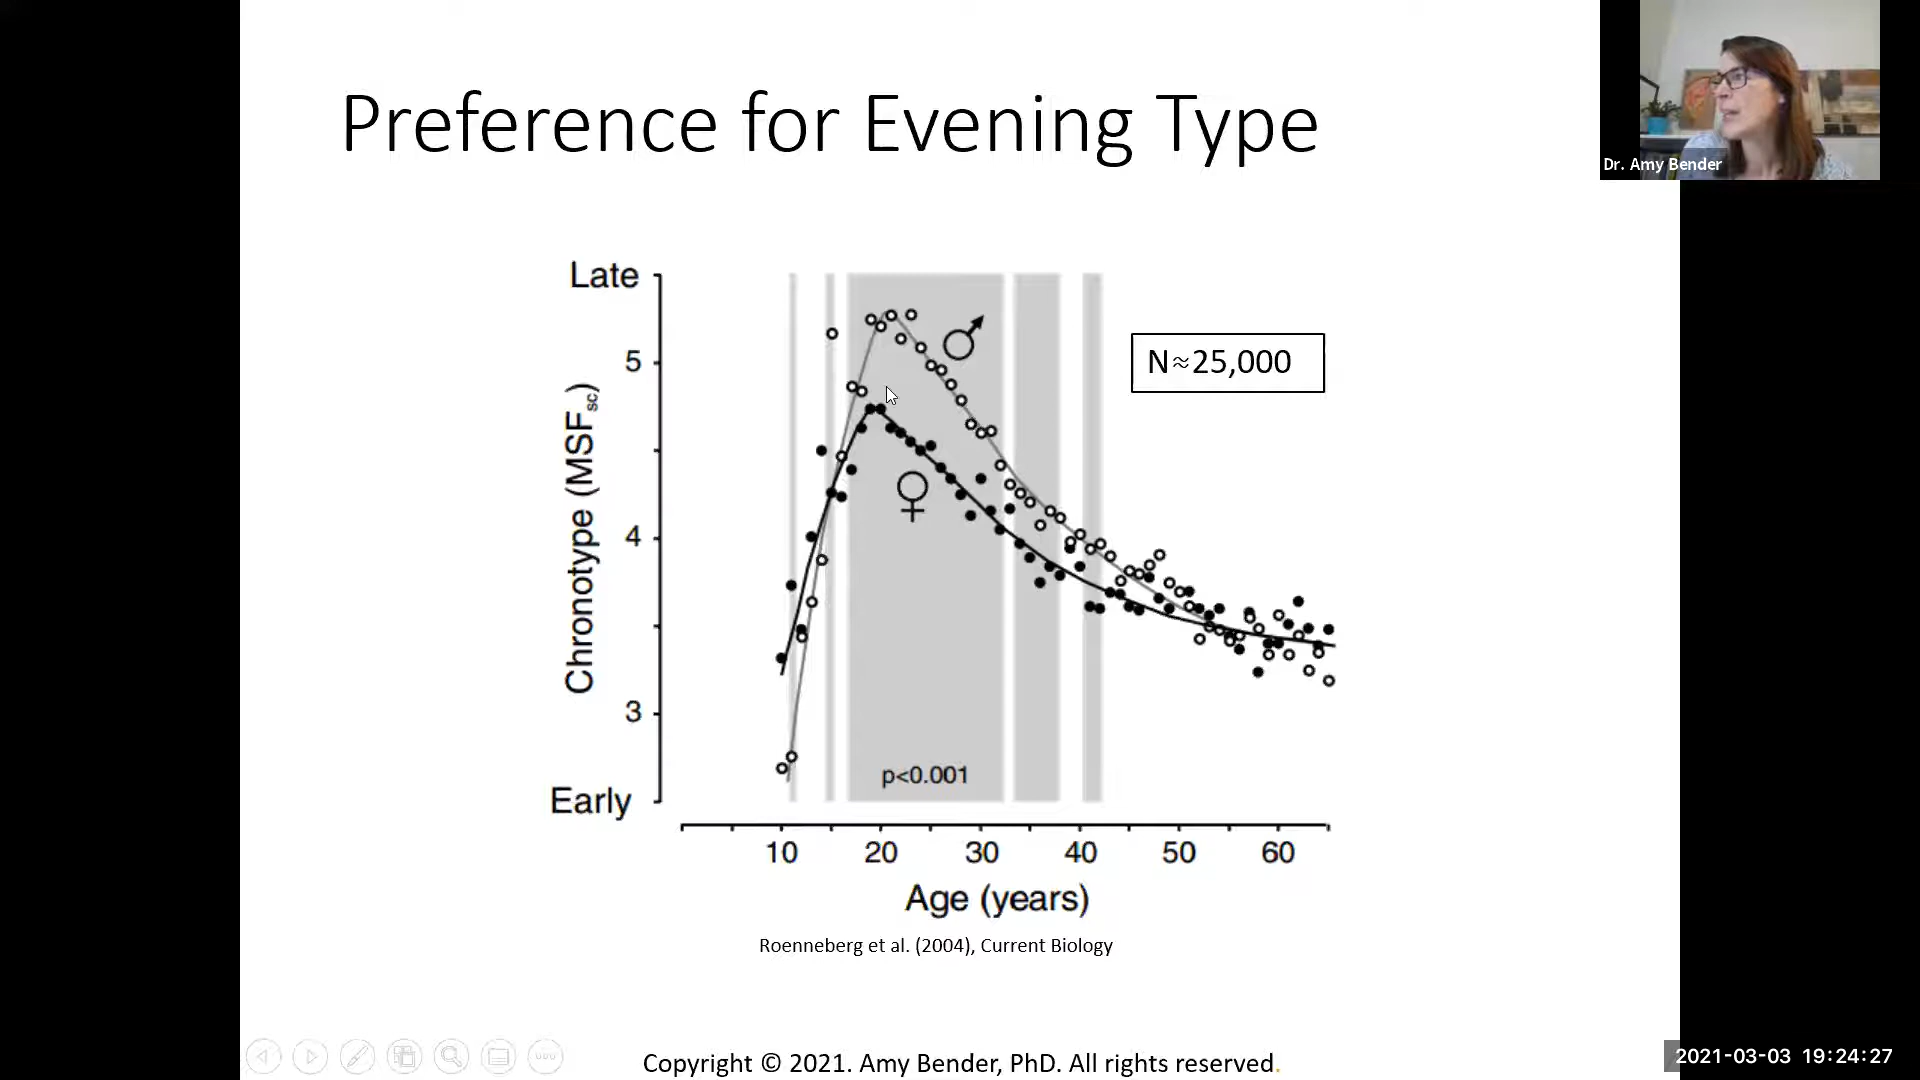 Preference for Evening Type
Dr. Amy Bender
Late
5
4
3
Early
Chronotype (MSFsc)
N≈25,000
♂
♀
p<0.001
10 20 30 40 50 60
Age (years)
Roenneberg et al. (2004), Current Biology
Copyright © 2021. Amy Bender, PhD. All rights reserved.
2021-03-03 19:24:27